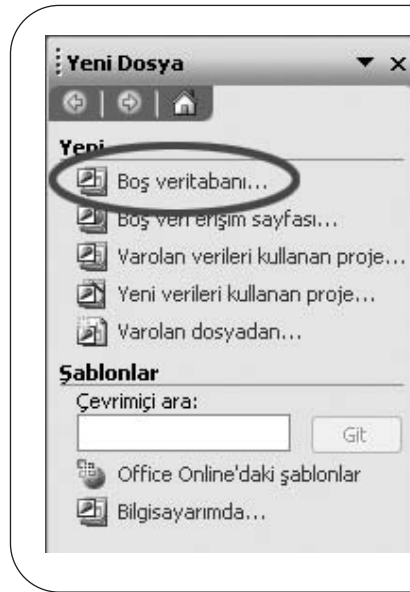 Yeni Dosya
Yeni
Boş veritabanı...
Boş veri erişim sayfası...
Varolan verileri kullanan proje...
Yeni verileri kullanan proje...
Varolan dosyadan...
Şablonlar
Çevrimiçi ara:
Git
Office Online'daki şablonlar
Bilgisayarımda...